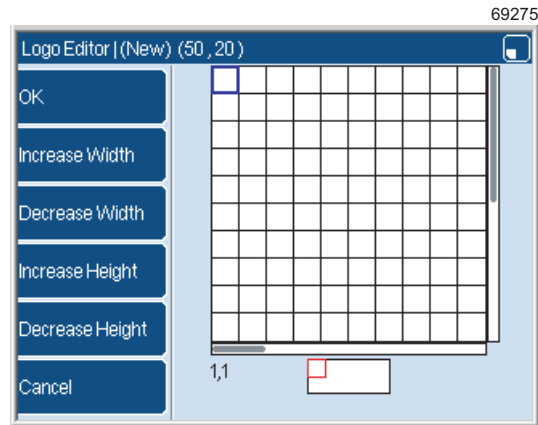 69275
Logo Editor | (New) (50 , 20 )
OK
Increase Width
Decrease Width
Increase Height
Decrease Height
Cancel
1,1